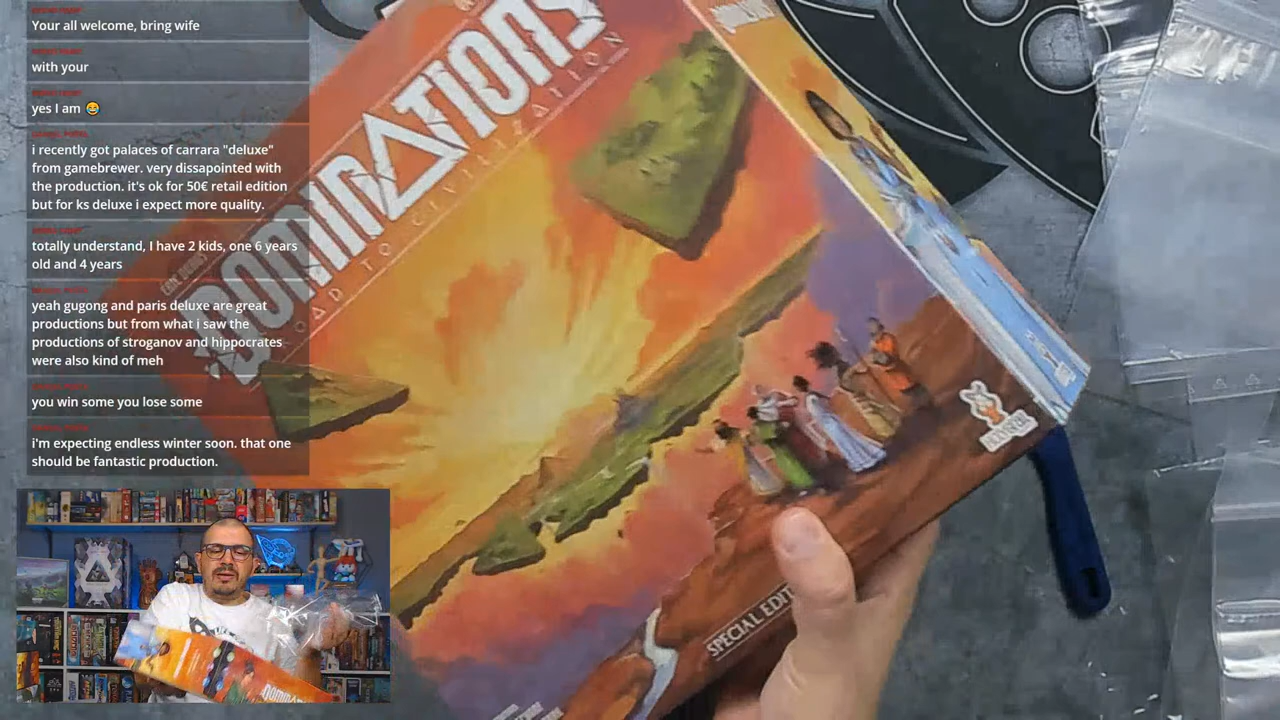 Your all welcome, bring wife
with your
yes I am 😂
i recently got palaces of carrara "deluxe"
from gamebrewer. very dissapointed with
the production. it's ok for 50€ retail edition
but for ks deluxe i expect more quality.
totally understand, I have 2 kids, one 6 years
old and 4 years
yeah gugong and paris deluxe are great
productions but from what i saw the
productions of stroganov and hippocrates
were also kind of meh
you win some you lose some
i'm expecting endless winter soon. that one
should be fantastic production.
DOMINATIONS
ROAD TO CIVILIZATION
SPECIAL EDIT